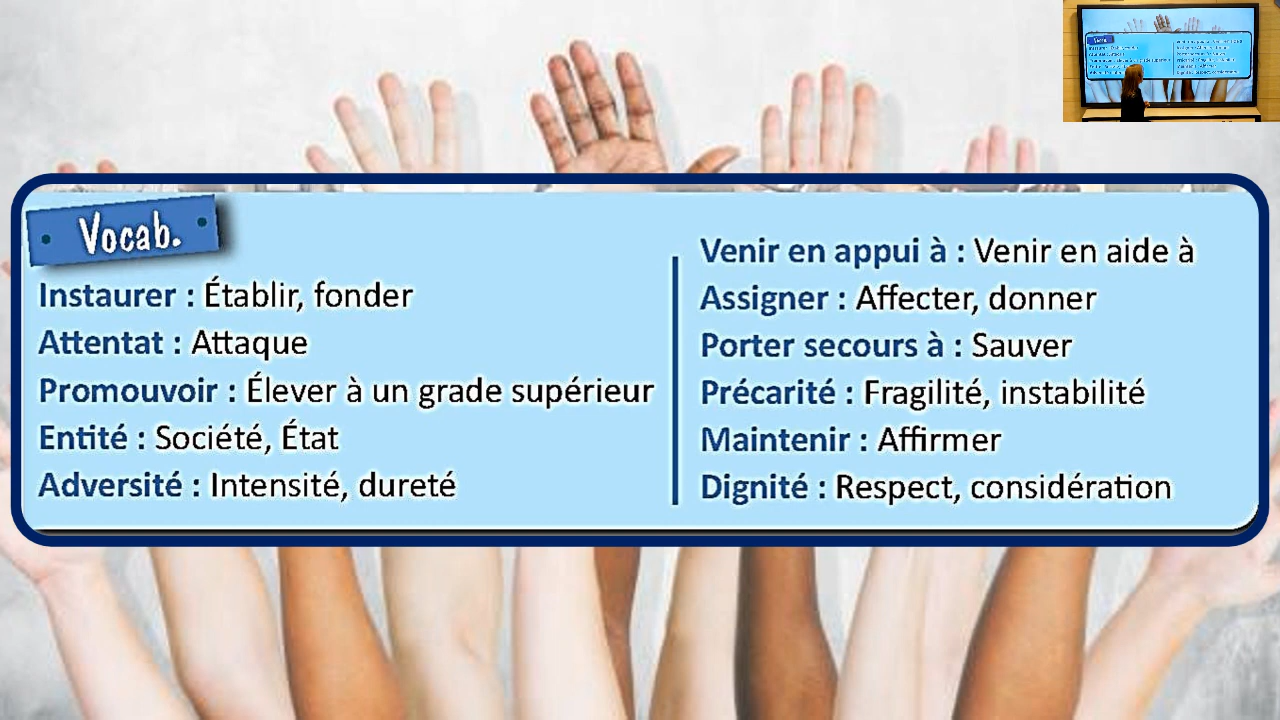 Vocab.
Instaurer : Établir, fonder
Attentat : Attaque
Promouvoir : Élever à un grade supérieur
Entité : Société, État
Adversité : Intensité, dureté
Venir en appui à : Venir en aide à
Assigner : Affecter, donner
Porter secours à : Sauver
Précarité : Fragilité, instabilité
Maintenir : Affirmer
Dignité : Respect, considération